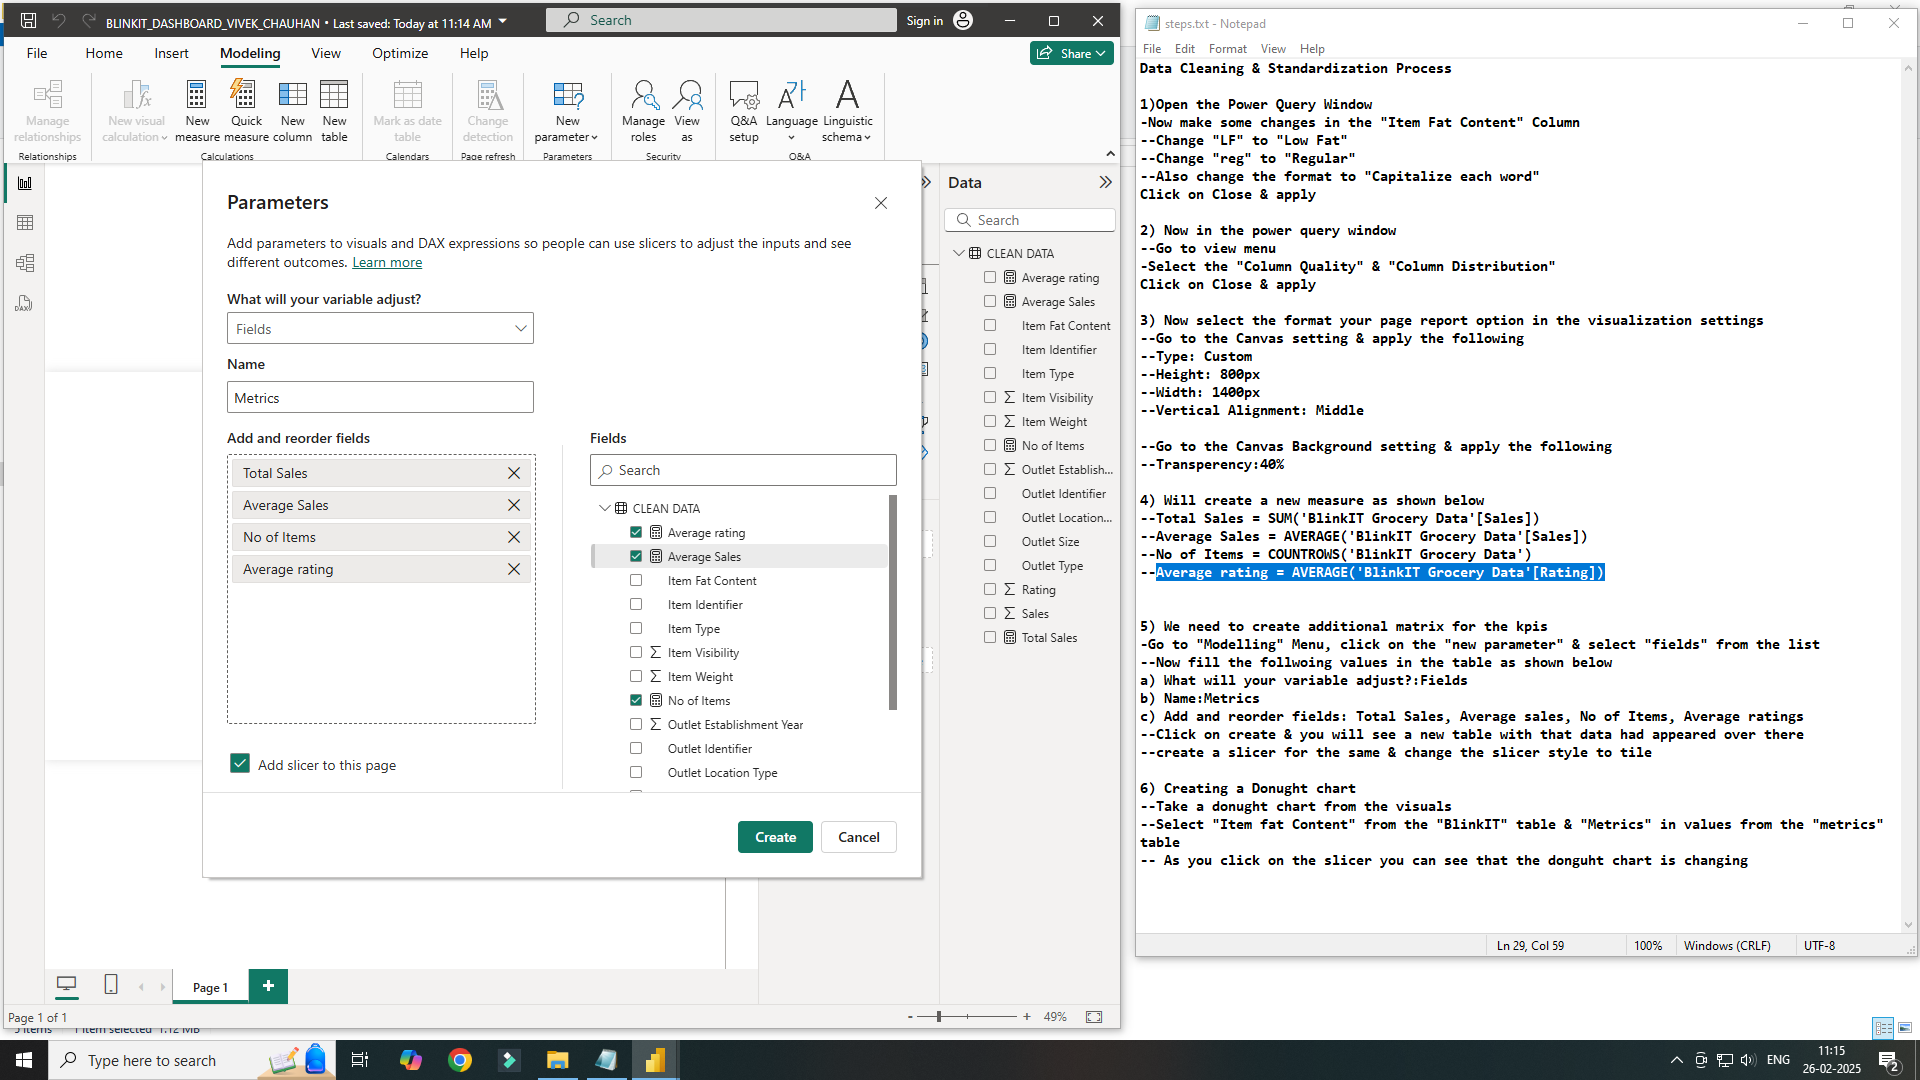 BLINKIT_DASHBOARD_VIVEK_CHAUHAN • Last saved: Today at 11:14 AM
Search
Sign in
File
Home
Insert
Modeling
View
Optimize
Help
Share
Manage relationships
New visual calculation
New measure
Quick measure
New column
New table
Mark as date table
Change detection
New parameter
Manage roles
View as
Q&A setup
Language
Linguistic schema
Relationships
Calculations
Calendars
Page refresh
Parameters
Security
Q&A
Parameters
Add parameters to visuals and DAX expressions so people can use slicers to adjust the inputs and see
different outcomes. Learn more
What will your variable adjust?
Fields
Name
Metrics
Add and reorder fields
Total Sales
Average Sales
No of Items
Average rating
Add slicer to this page
Fields
Search
CLEAN DATA
Average rating
Average Sales
Item Fat Content
Item Identifier
Item Type
Item Visibility
Item Weight
No of Items
Outlet Establishment Year
Outlet Identifier
Outlet Location Type
Create
Cancel
Data
Search
CLEAN DATA
Average rating
Average Sales
Item Fat Content
Item Identifier
Item Type
Item Visibility
Item Weight
No of Items
Outlet Establish...
Outlet Identifier
Outlet Location...
Outlet Size
Outlet Type
Rating
Sales
Total Sales
DAX
Page 1
Page 1 of 1
- + 49%
5 items 1 item selected 1.12 MB
steps.txt - Notepad
File Edit Format View Help
Data Cleaning & Standardization Process
1)Open the Power Query Window
-Now make some changes in the "Item Fat Content" Column
--Change "LF" to "Low Fat"
--Change "reg" to "Regular"
--Also change the format to "Capitalize each word"
Click on Close & apply
2) Now in the power query window
--Go to view menu
-Select the "Column Quality" & "Column Distribution"
Click on Close & apply
3) Now select the format your page report option in the visualization settings
--Go to the Canvas setting & apply the following
--Type: Custom
--Height: 800px
--Width: 1400px
--Vertical Alignment: Middle
--Go to the Canvas Background setting & apply the following
--Transperency:40%
4) Will create a new measure as shown below
--Total Sales = SUM('BlinkIT Grocery Data'[Sales])
--Average Sales = AVERAGE('BlinkIT Grocery Data'[Sales])
--No of Items = COUNTROWS('BlinkIT Grocery Data')
--Average rating = AVERAGE('BlinkIT Grocery Data'[Rating])
5) We need to create additional matrix for the kpis
-Go to "Modelling" Menu, click on the "new parameter" & select "fields" from the list
--Now fill the follwoing values in the table as shown below
a) What will your variable adjust?:Fields
b) Name:Metrics
c) Add and reorder fields: Total Sales, Average sales, No of Items, Average ratings
--Click on create & you will see a new table with that data had appeared over there
--create a slicer for the same & change the slicer style to tile
6) Creating a Donught chart
--Take a donught chart from the visuals
--Select "Item fat Content" from the "BlinkIT" table & "Metrics" in values from the "metrics"
table
-- As you click on the slicer you can see that the donguht chart is changing
Ln 29, Col 59
100%
Windows (CRLF)
UTF-8
Type here to search
ENG
11:15
26-02-2025
2